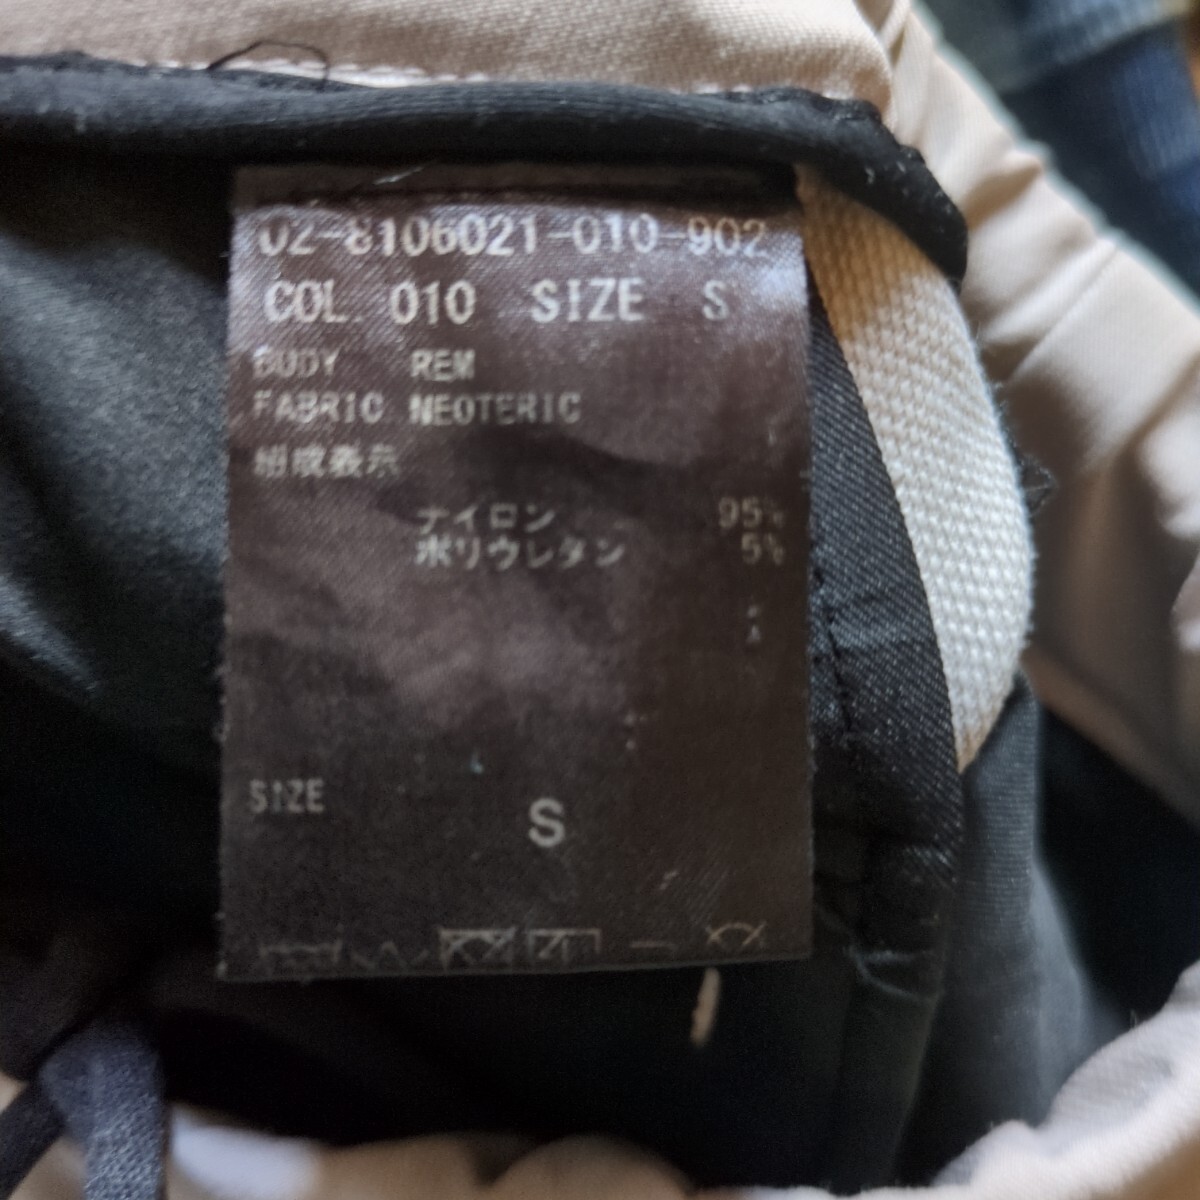 02-8106021-010-902
COL. 010 SIZE S
BODY REM
FABRIC NEOTERIC
組成表示
ナイロン 95%
ポリウレタン 5%
SIZE S